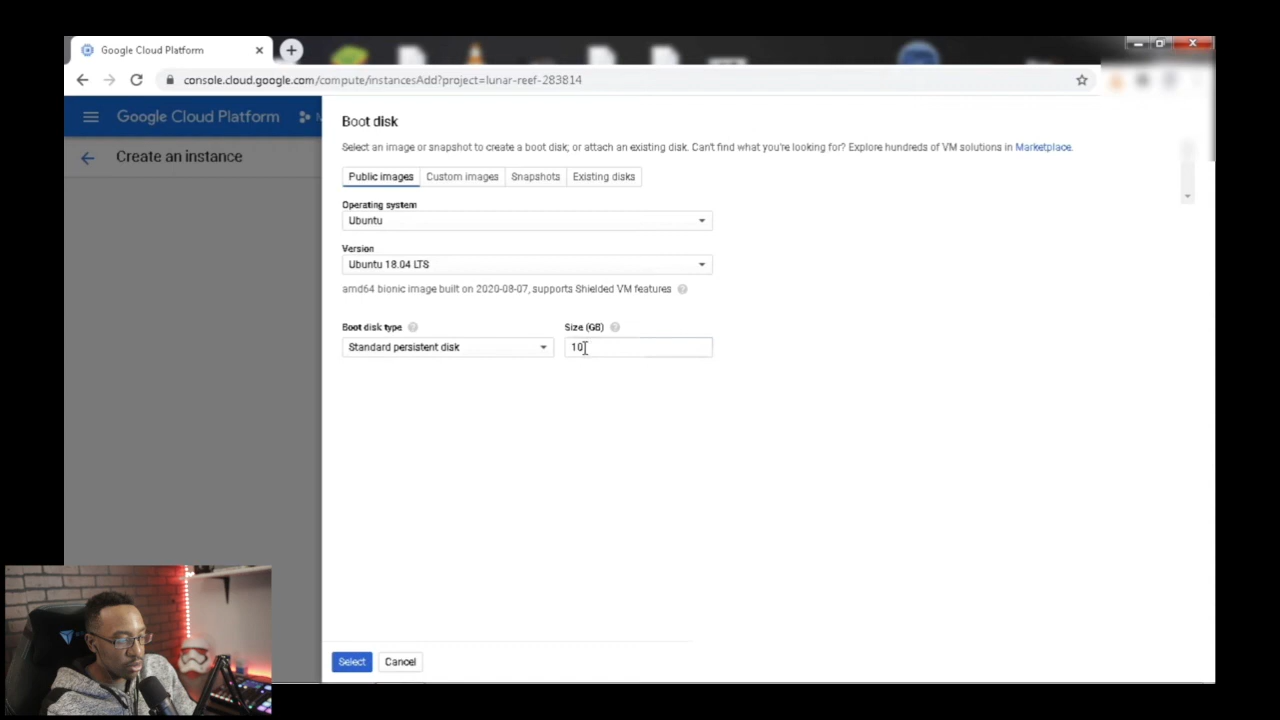 Google Cloud Platform
console.cloud.google.com/compute/instancesAdd?project=lunar-reef-283814
Google Cloud Platform
Create an instance
Boot disk
Select an image or snapshot to create a boot disk; or attach an existing disk. Can't find what you're looking for? Explore hundreds of VM solutions in Marketplace.
Public images Custom images Snapshots Existing disks
Operating system
Ubuntu
Version
Ubuntu 18.04 LTS
amd64 bionic image built on 2020-08-07, supports Shielded VM features
Boot disk type Size (GB)
Standard persistent disk 10
Select Cancel